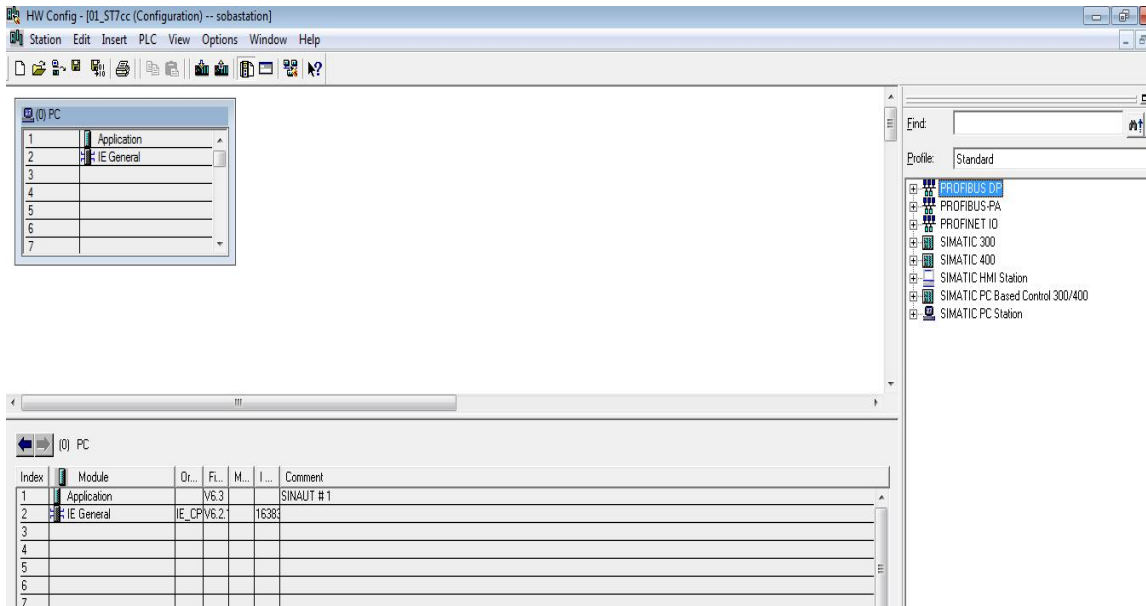 HW Config - [01_ST7cc (Configuration) -- sobastation]
Station Edit Insert PLC View Options Window Help
(0) PC
1 Application
2 IE General
3
4
5
6
7
Find:
Profile: Standard
PROFIBUS DP
PROFIBUS-PA
PROFINET IO
SIMATIC 300
SIMATIC 400
SIMATIC HMI Station
SIMATIC PC Based Control 300/400
SIMATIC PC Station
(0) PC
Index Module Or... Fi... M... I... Comment
1 Application V6.3 SINAUT # 1
2 IE General IE_CP V6.2. 16383
3
4
5
6
7